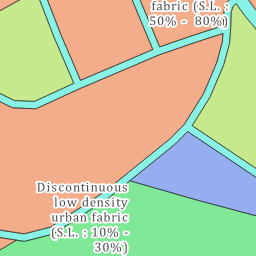 fabric (S.L. :
50% - 80%)
Discontinuous
low density
urban fabric
(S.L. : 10% -
30%)